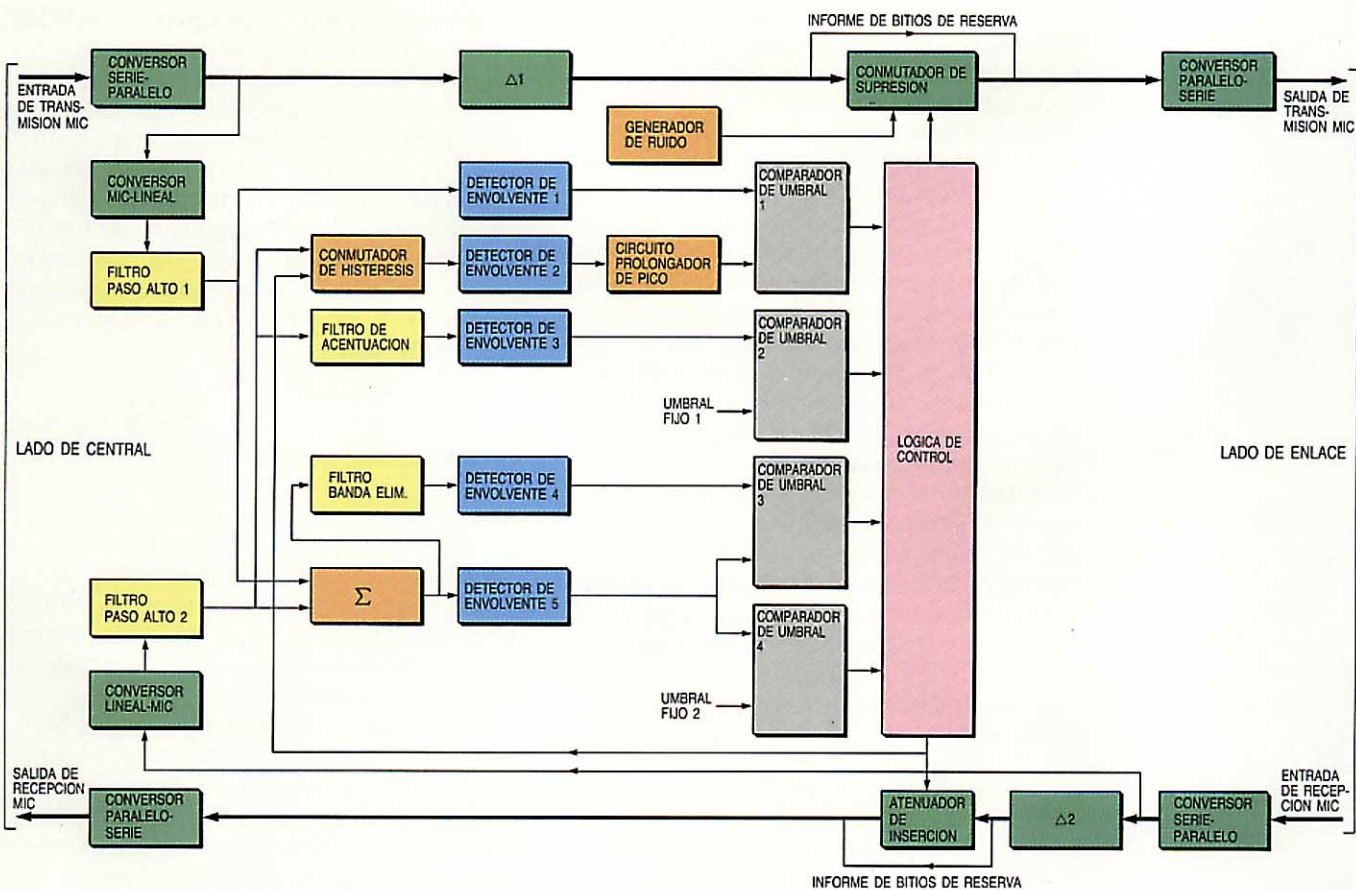 INFORME DE BITIOS DE RESERVA
ENTRADA
DE TRANS-
MISION MIC
CONVERSOR
SERIE-
PARALELO
△1
CONMUTADOR DE
SUPRESION
CONVERSOR
PARALELO-
SERIE
SALIDA DE
TRANS-
MISION MIC
GENERADOR
DE RUIDO
CONVERSOR
MIC-LINEAL
DETECTOR DE
ENVOLVENTE 1
COMPARADOR
DE UMBRAL
1
FILTRO
PASO ALTO 1
CONMUTADOR
DE HISTERESIS
DETECTOR DE
ENVOLVENTE 2
CIRCUITO
PROLONGADOR
DE PICO
FILTRO DE
ACENTUACION
DETECTOR DE
ENVOLVENTE 3
COMPARADOR
DE UMBRAL
2
UMBRAL
FIJO 1
LADO DE CENTRAL
LOGICA DE
CONTROL
LADO DE ENLACE
FILTRO
BANDA ELIM.
DETECTOR DE
ENVOLVENTE 4
COMPARADOR
DE UMBRAL
3
FILTRO
PASO ALTO 2
Σ
DETECTOR DE
ENVOLVENTE 5
COMPARADOR
DE UMBRAL
4
CONVERSOR
LINEAL-MIC
UMBRAL
FIJO 2
SALIDA DE
RECEPCION
MIC
CONVERSOR
PARALELO-
SERIE
ATENUADOR
DE
INSERCION
△2
CONVERSOR
SERIE-
PARALELO
ENTRADA
DE RECEP-
CION MIC
INFORME DE BITIOS DE RESERVA